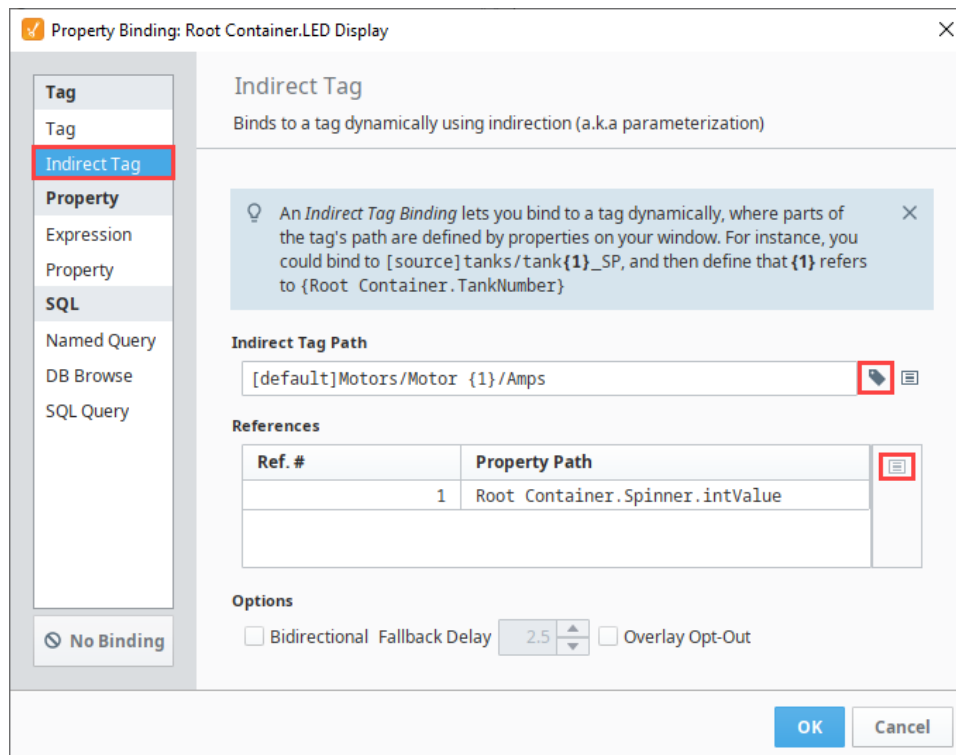 Property Binding: Root Container.LED Display
Tag
Tag
Indirect Tag
Property
Expression
Property
SQL
Named Query
DB Browse
SQL Query
No Binding
Indirect Tag
Binds to a tag dynamically using indirection (a.k.a parameterization)
An Indirect Tag Binding lets you bind to a tag dynamically, where parts of
the tag's path are defined by properties on your window. For instance, you
could bind to [source]tanks/tank{1}_SP, and then define that {1} refers
to {Root Container.TankNumber}
Indirect Tag Path
[default]Motors/Motor {1}/Amps
References
Ref. # Property Path
1 Root Container.Spinner.intValue
Options
Bidirectional Fallback Delay 2.5 Overlay Opt-Out
OK Cancel